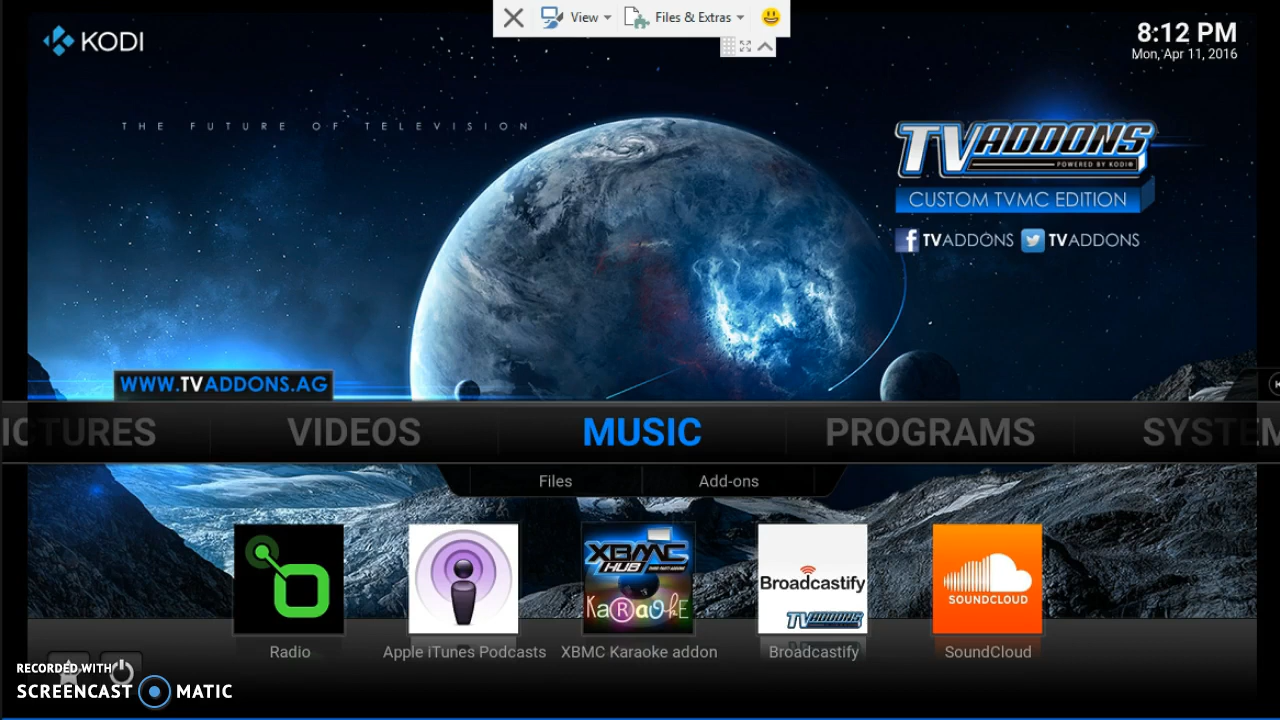 View
Files & Extras
KODI
8:12 PM
Mon, Apr 11, 2016
THE FUTURE OF TELEVISION
TVADDONS
POWERED BY KODI®
CUSTOM TVMC EDITION
TVADDONS TVADDONS
WWW.TVADDONS.AG
ICTURES VIDEOS MUSIC PROGRAMS SYSTEM
Files Add-ons
XBMC
HUB
KaRaOkE
Broadcastify
TVADDONS
SOUNDCLOUD
Radio Apple iTunes Podcasts XBMC Karaoke addon Broadcastify SoundCloud
RECORDED WITH
SCREENCAST MATIC